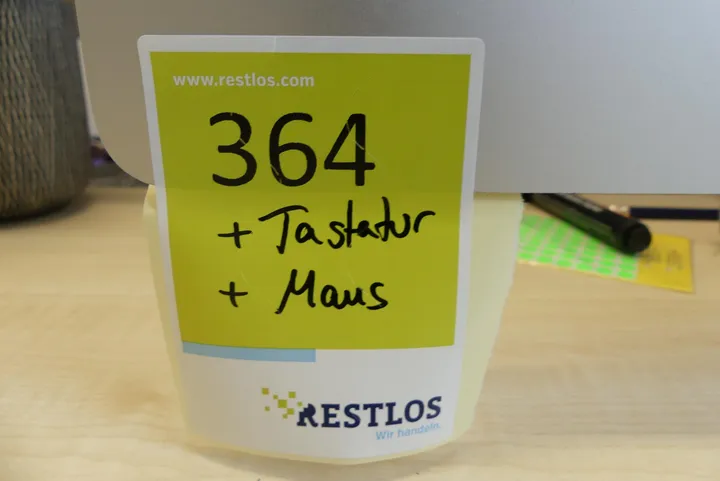 www.restlos.com
364
+ Tastatur
+ Maus
RESTLOS
Wir handeln.